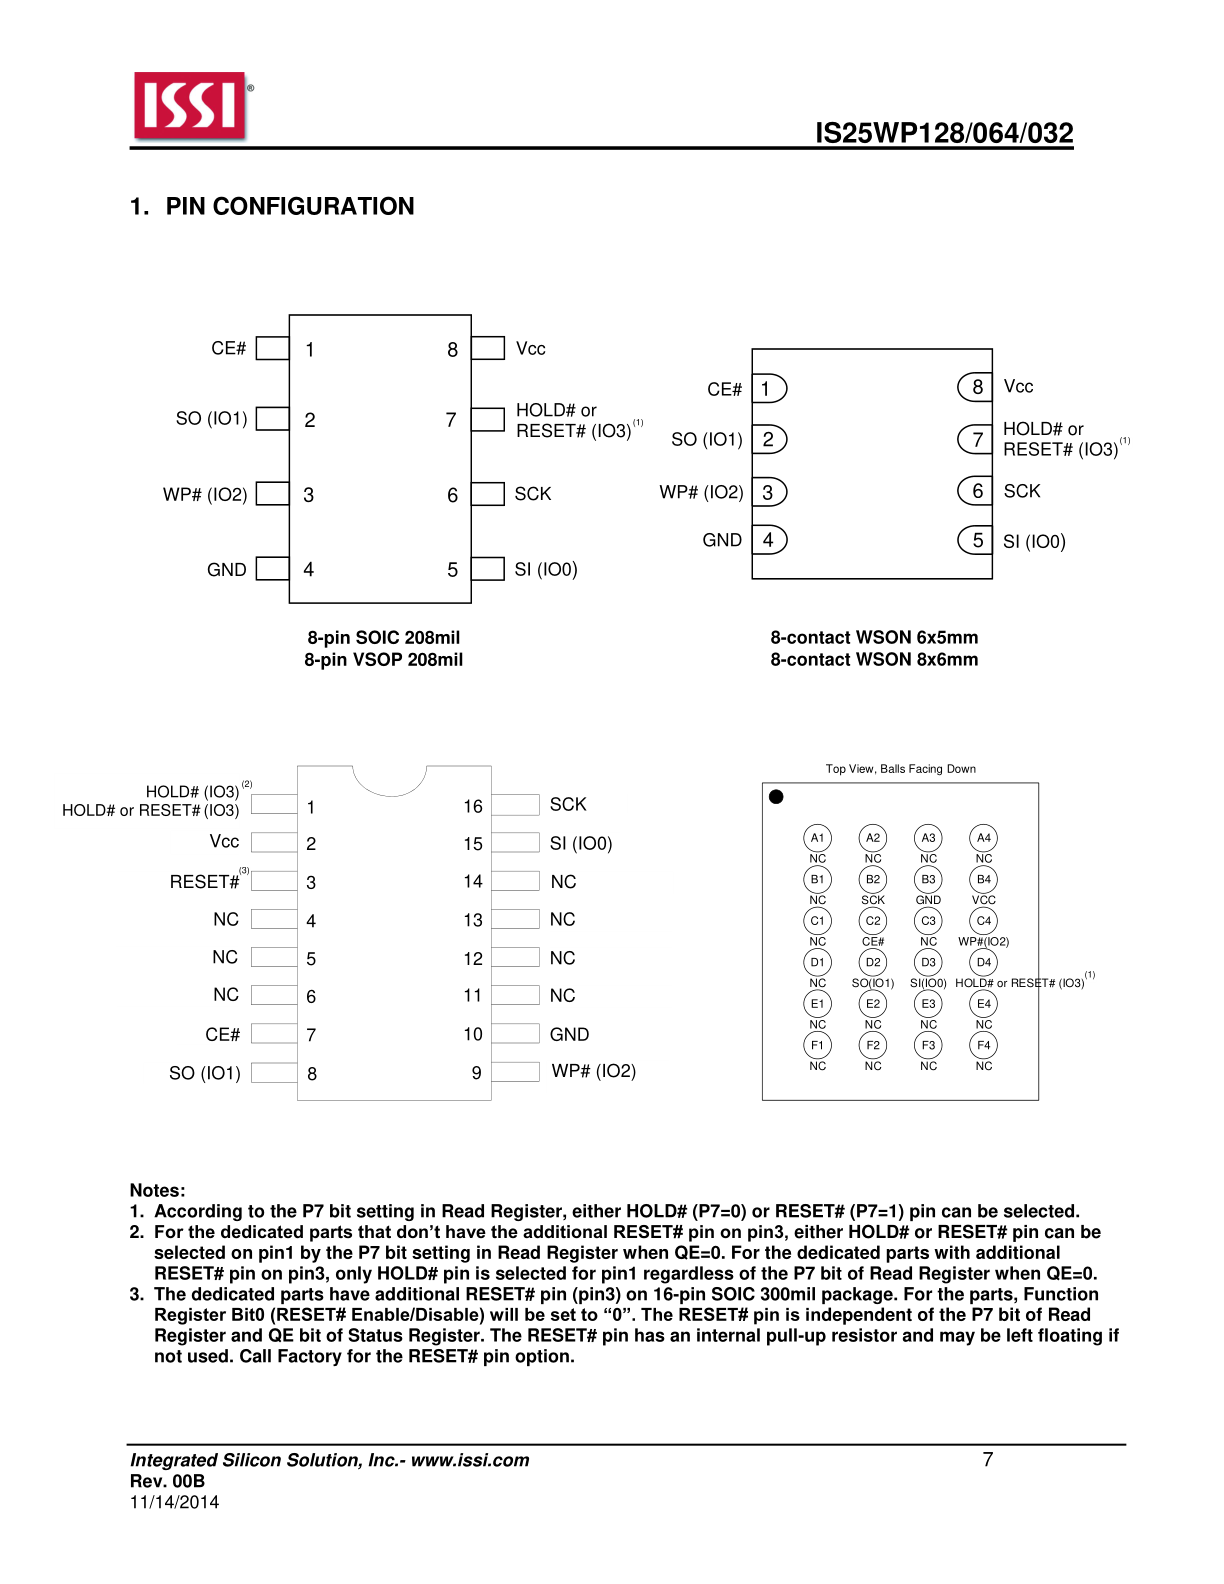 ISSI®
IS25WP128/064/032
1. PIN CONFIGURATION
CE# 1 8 Vcc
SO (IO1) 2 7 HOLD# or
RESET# (IO3)(1)
WP# (IO2) 3 6 SCK
GND 4 5 SI (IO0)
8-pin SOIC 208mil
8-pin VSOP 208mil
CE# 1 8 Vcc
SO (IO1) 2 7 HOLD# or
RESET# (IO3)(1)
WP# (IO2) 3 6 SCK
GND 4 5 SI (IO0)
8-contact WSON 6x5mm
8-contact WSON 8x6mm
HOLD# (IO3)(2)
HOLD# or RESET# (IO3) 1 16 SCK
Vcc 2 15 SI (IO0)
RESET#(3) 3 14 NC
NC 4 13 NC
NC 5 12 NC
NC 6 11 NC
CE# 7 10 GND
SO (IO1) 8 9 WP# (IO2)
Top View, Balls Facing Down
A1 A2 A3 A4
NC NC NC NC
B1 B2 B3 B4
NC SCK GND VCC
C1 C2 C3 C4
NC CE# NC WP#(IO2)
D1 D2 D3 D4
NC SO(IO1) SI(IO0) HOLD# or RESET# (IO3)(1)
E1 E2 E3 E4
NC NC NC NC
F1 F2 F3 F4
NC NC NC NC
Notes:
1. According to the P7 bit setting in Read Register, either HOLD# (P7=0) or RESET# (P7=1) pin can be selected.
2. For the dedicated parts that don’t have the additional RESET# pin on pin3, either HOLD# or RESET# pin can be
selected on pin1 by the P7 bit setting in Read Register when QE=0. For the dedicated parts with additional
RESET# pin on pin3, only HOLD# pin is selected for pin1 regardless of the P7 bit of Read Register when QE=0.
3. The dedicated parts have additional RESET# pin (pin3) on 16-pin SOIC 300mil package. For the parts, Function
Register Bit0 (RESET# Enable/Disable) will be set to “0”. The RESET# pin is independent of the P7 bit of Read
Register and QE bit of Status Register. The RESET# pin has an internal pull-up resistor and may be left floating if
not used. Call Factory for the RESET# pin option.
Integrated Silicon Solution, Inc.- www.issi.com 7
Rev. 00B
11/14/2014